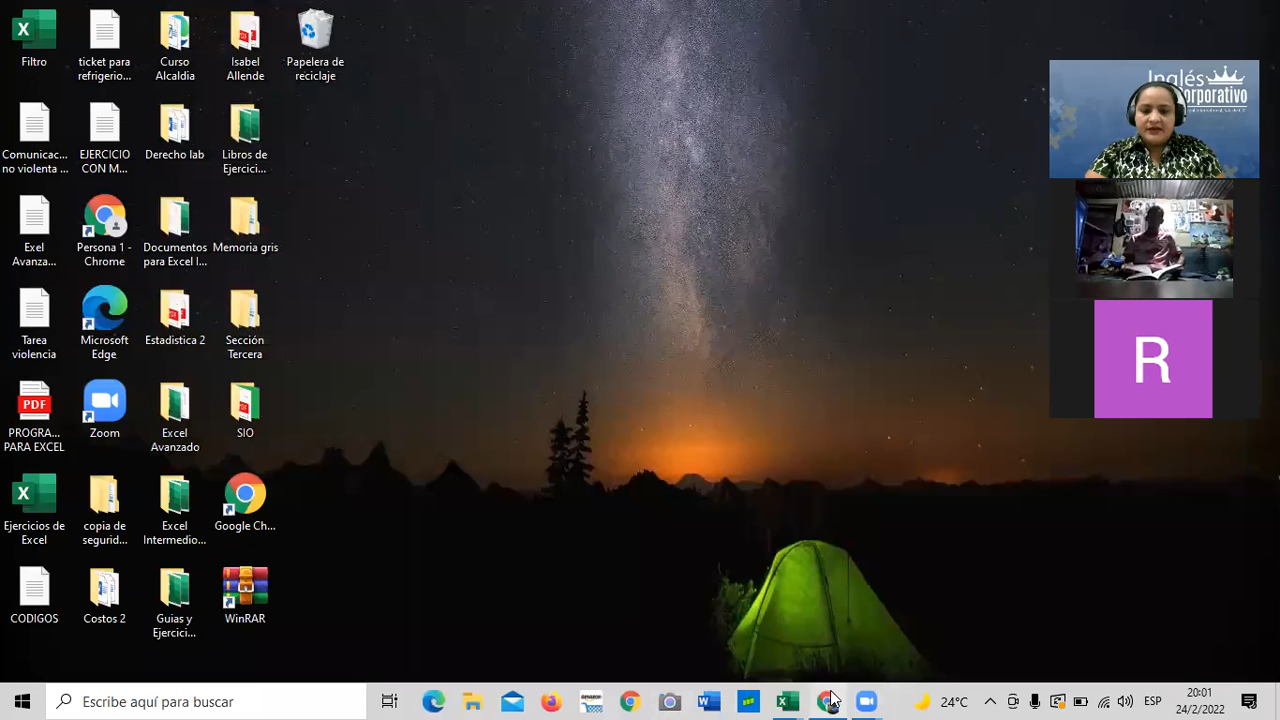 Filtro
ticket para
refrigerio...
Curso
Alcaldia
Isabel
Allende
Papelera de
reciclaje
Comunicac...
no violenta ...
EJERCICIO
CON M...
Derecho lab
Libros de
Ejercici...
Exel
Avanza...
Persona 1 -
Chrome
Documentos
para Excel I...
Memoria gris
Tarea
violencia
Microsoft
Edge
Estadistica 2
Sección
Tercera
PDF
PROGRA...
PARA EXCEL
Zoom
Excel
Avanzado
SIO
Ejercicios de
Excel
copia de
segurid...
Excel
Intermedio...
Google Ch...
CODIGOS
Costos 2
Guias y
Ejercici...
WinRAR
Inglés
orporativo
R
Escribe aquí para buscar
24°C
ESP
20:01
24/2/2022